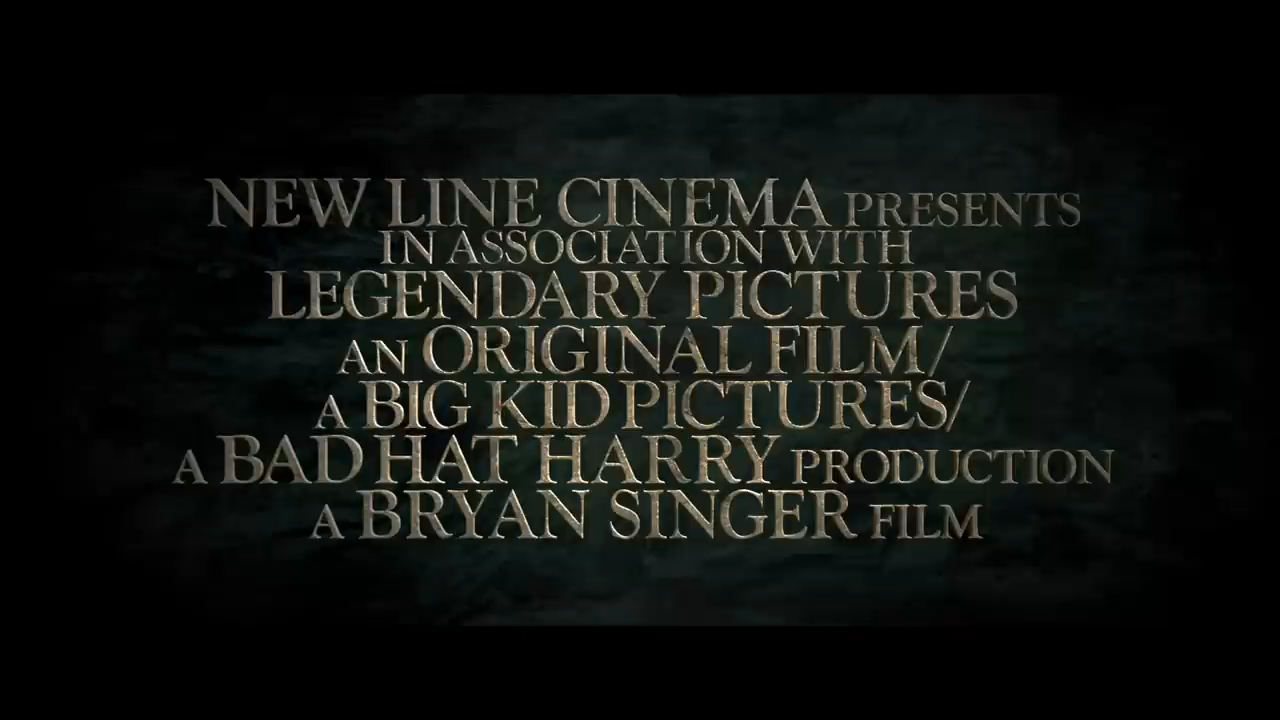 NEW LINE CINEMA PRESENTS
IN ASSOCIATION WITH
LEGENDARY PICTURES
AN ORIGINAL FILM/
A BIG KID PICTURES/
A BAD HAT HARRY PRODUCTION
A BRYAN SINGER FILM